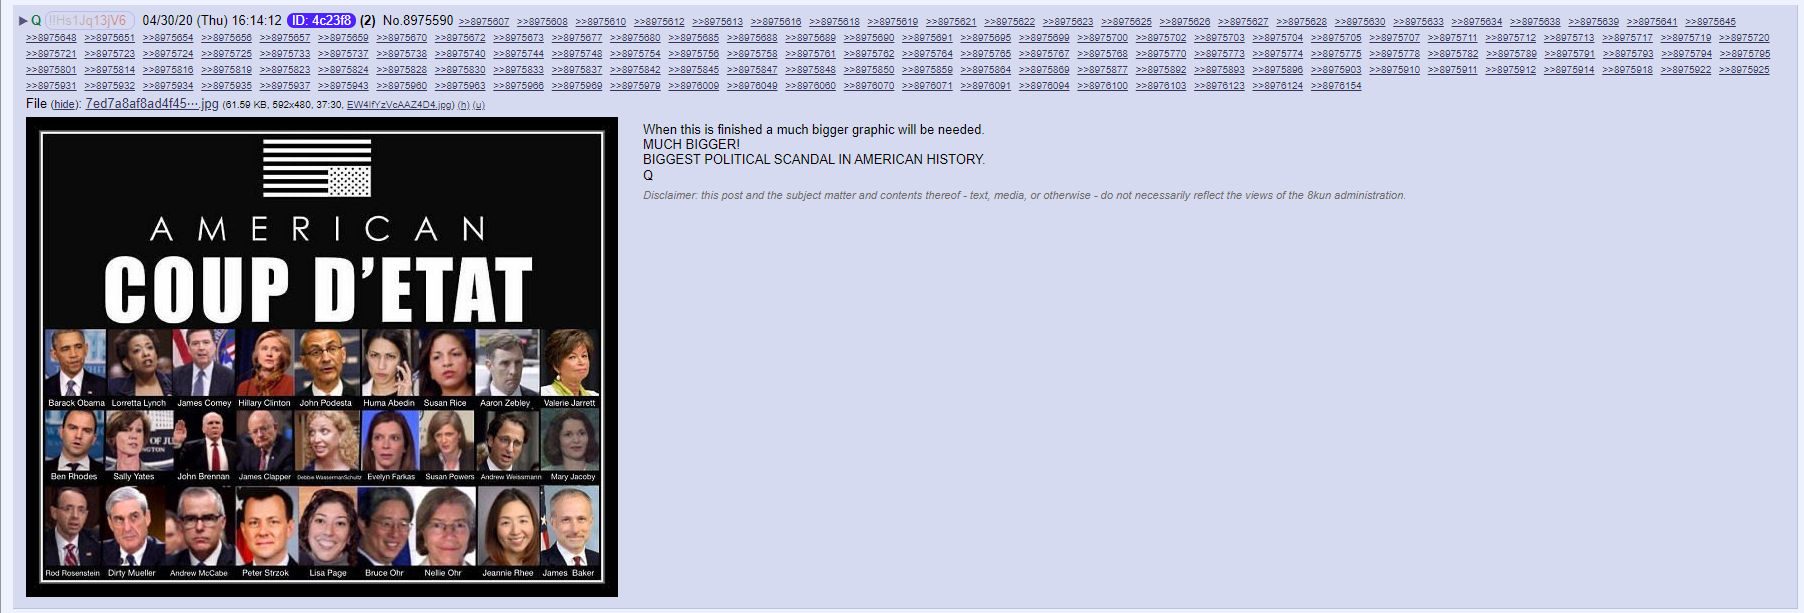 ▶ Q !!Hs1Jq13jV6 04/30/20 (Thu) 16:14:12 ID: 4c23f8 (2) No.8975590 >>8975607 >>8975608 >>8975610 >>8975612 >>8975613 >>8975616 >>8975618 >>8975619 >>8975621 >>8975622 >>8975623 >>8975625 >>8975626 >>8975627 >>8975628 >>8975630 >>8975633 >>8975634 >>8975638 >>8975639 >>8975641 >>8975645
>>8975648 >>8975651 >>8975654 >>8975656 >>8975657 >>8975659 >>8975670 >>8975672 >>8975673 >>8975677 >>8975680 >>8975685 >>8975688 >>8975689 >>8975690 >>8975691 >>8975695 >>8975699 >>8975700 >>8975702 >>8975703 >>8975704 >>8975705 >>8975707 >>8975711 >>8975712 >>8975713 >>8975717 >>8975719 >>8975720
>>8975721 >>8975723 >>8975724 >>8975725 >>8975733 >>8975737 >>8975738 >>8975740 >>8975744 >>8975748 >>8975754 >>8975756 >>8975758 >>8975761 >>8975762 >>8975764 >>8975765 >>8975767 >>8975768 >>8975770 >>8975773 >>8975774 >>8975775 >>8975778 >>8975782 >>8975789 >>8975791 >>8975793 >>8975794 >>8975795
>>8975801 >>8975814 >>8975816 >>8975819 >>8975823 >>8975824 >>8975828 >>8975830 >>8975833 >>8975837 >>8975842 >>8975845 >>8975847 >>8975848 >>8975850 >>8975859 >>8975864 >>8975869 >>8975877 >>8975892 >>8975893 >>8975896 >>8975903 >>8975910 >>8975911 >>8975912 >>8975914 >>8975918 >>8975922 >>8975925
>>8975931 >>8975932 >>8975934 >>8975935 >>8975937 >>8975943 >>8975960 >>8975963 >>8975966 >>8975969 >>8975979 >>8976009 >>8976049 >>8976060 >>8976070 >>8976071 >>8976091 >>8976094 >>8976100 >>8976103 >>8976123 >>8976124 >>8976154
File (hide): 7ed7a8af8ad4f45···.jpg (61.59 KB, 592x480, 37:30, EW4IfYzVcAAZ4D4.jpg) (h) (u)
When this is finished a much bigger graphic will be needed.
MUCH BIGGER!
BIGGEST POLITICAL SCANDAL IN AMERICAN HISTORY.
Q
Disclaimer: this post and the subject matter and contents thereof - text, media, or otherwise - do not necessarily reflect the views of the 8kun administration.
AMERICAN
COUP D'ETAT
Barack Obama Lorretta Lynch James Comey Hillary Clinton John Podesta Huma Abedin Susan Rice Aaron Zebley Valerie Jarrett
Ben Rhodes Sally Yates John Brennan James Clapper Debbie WassermanSchultz Evelyn Farkas Susan Powers Andrew Weissmann Mary Jacoby
Rod Rosenstein Dirty Mueller Andrew McCabe Peter Strzok Lisa Page Bruce Ohr Nellie Ohr Jeannie Rhee James Baker